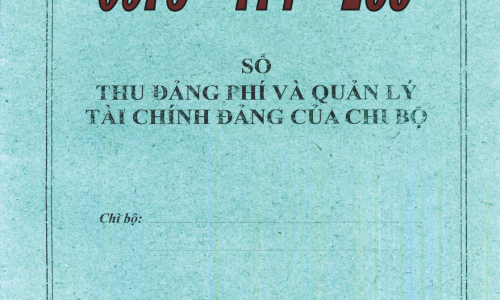 SỔ
THU ĐẢNG PHÍ VÀ QUẢN LÝ
TÀI CHÍNH ĐẢNG CỦA CHI BỘ
Chi bộ: